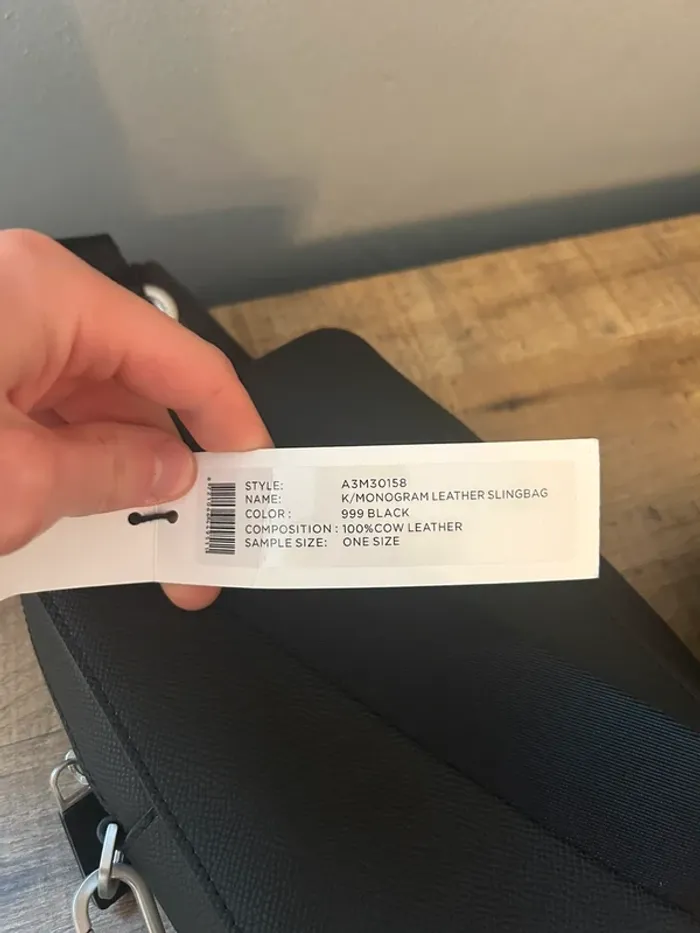 STYLE: A3M30158
NAME: K/MONOGRAM LEATHER SLINGBAG
COLOR : 999 BLACK
COMPOSITION : 100%COW LEATHER
SAMPLE SIZE: ONE SIZE